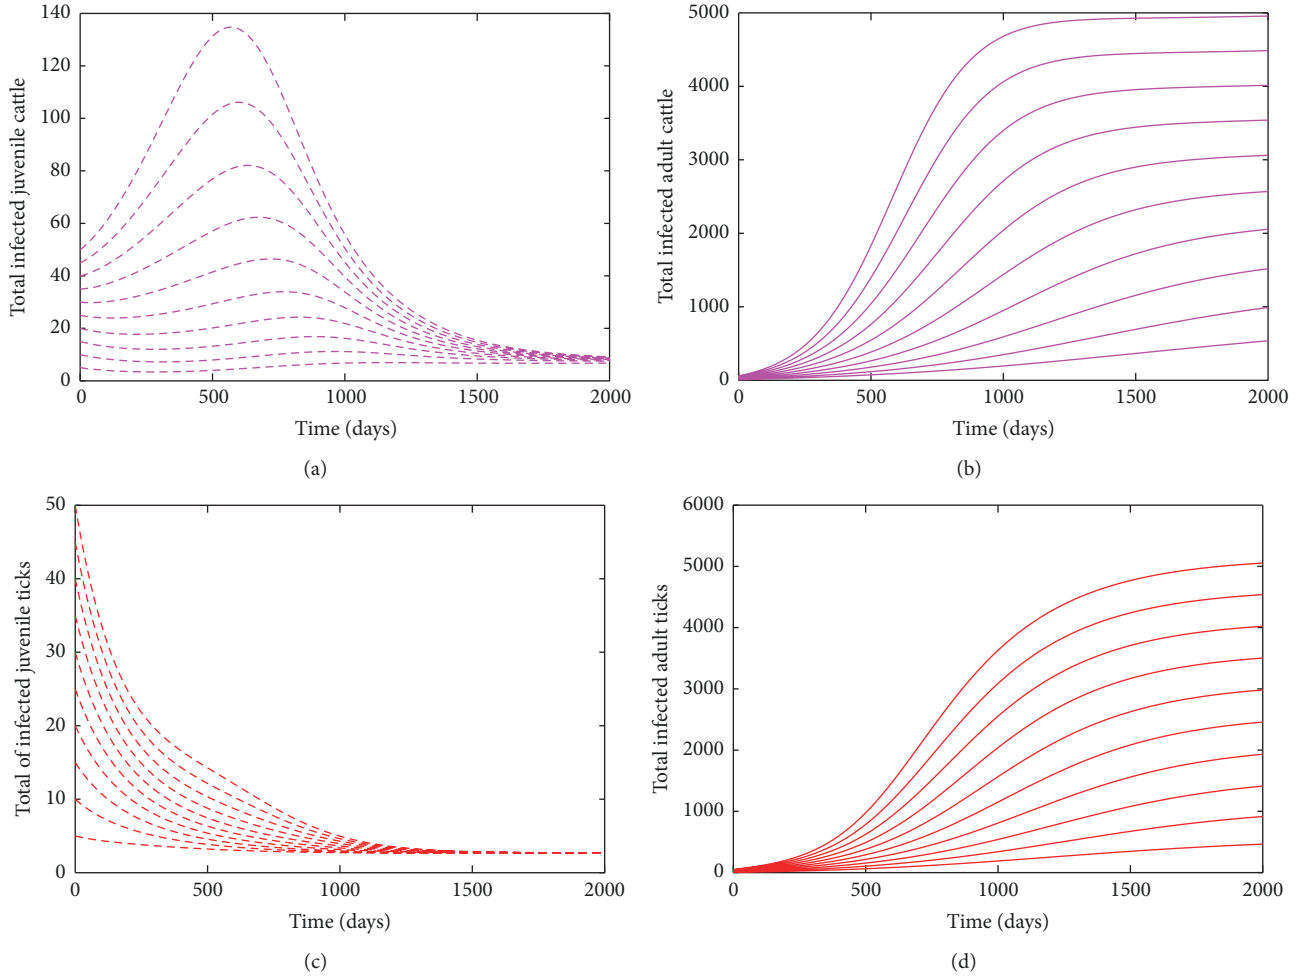 140
120
100
80
60
40
20
0
Total infected juvenile cattle
0 500 1000 1500 2000
Time (days)
(a)
5000
4000
3000
2000
1000
0
Total infected adult cattle
0 500 1000 1500 2000
Time (days)
(b)
50
40
30
20
10
0
Total of infected juvenile ticks
0 500 1000 1500 2000
Time (days)
(c)
6000
5000
4000
3000
2000
1000
0
Total infected adult ticks
0 500 1000 1500 2000
Time (days)
(d)